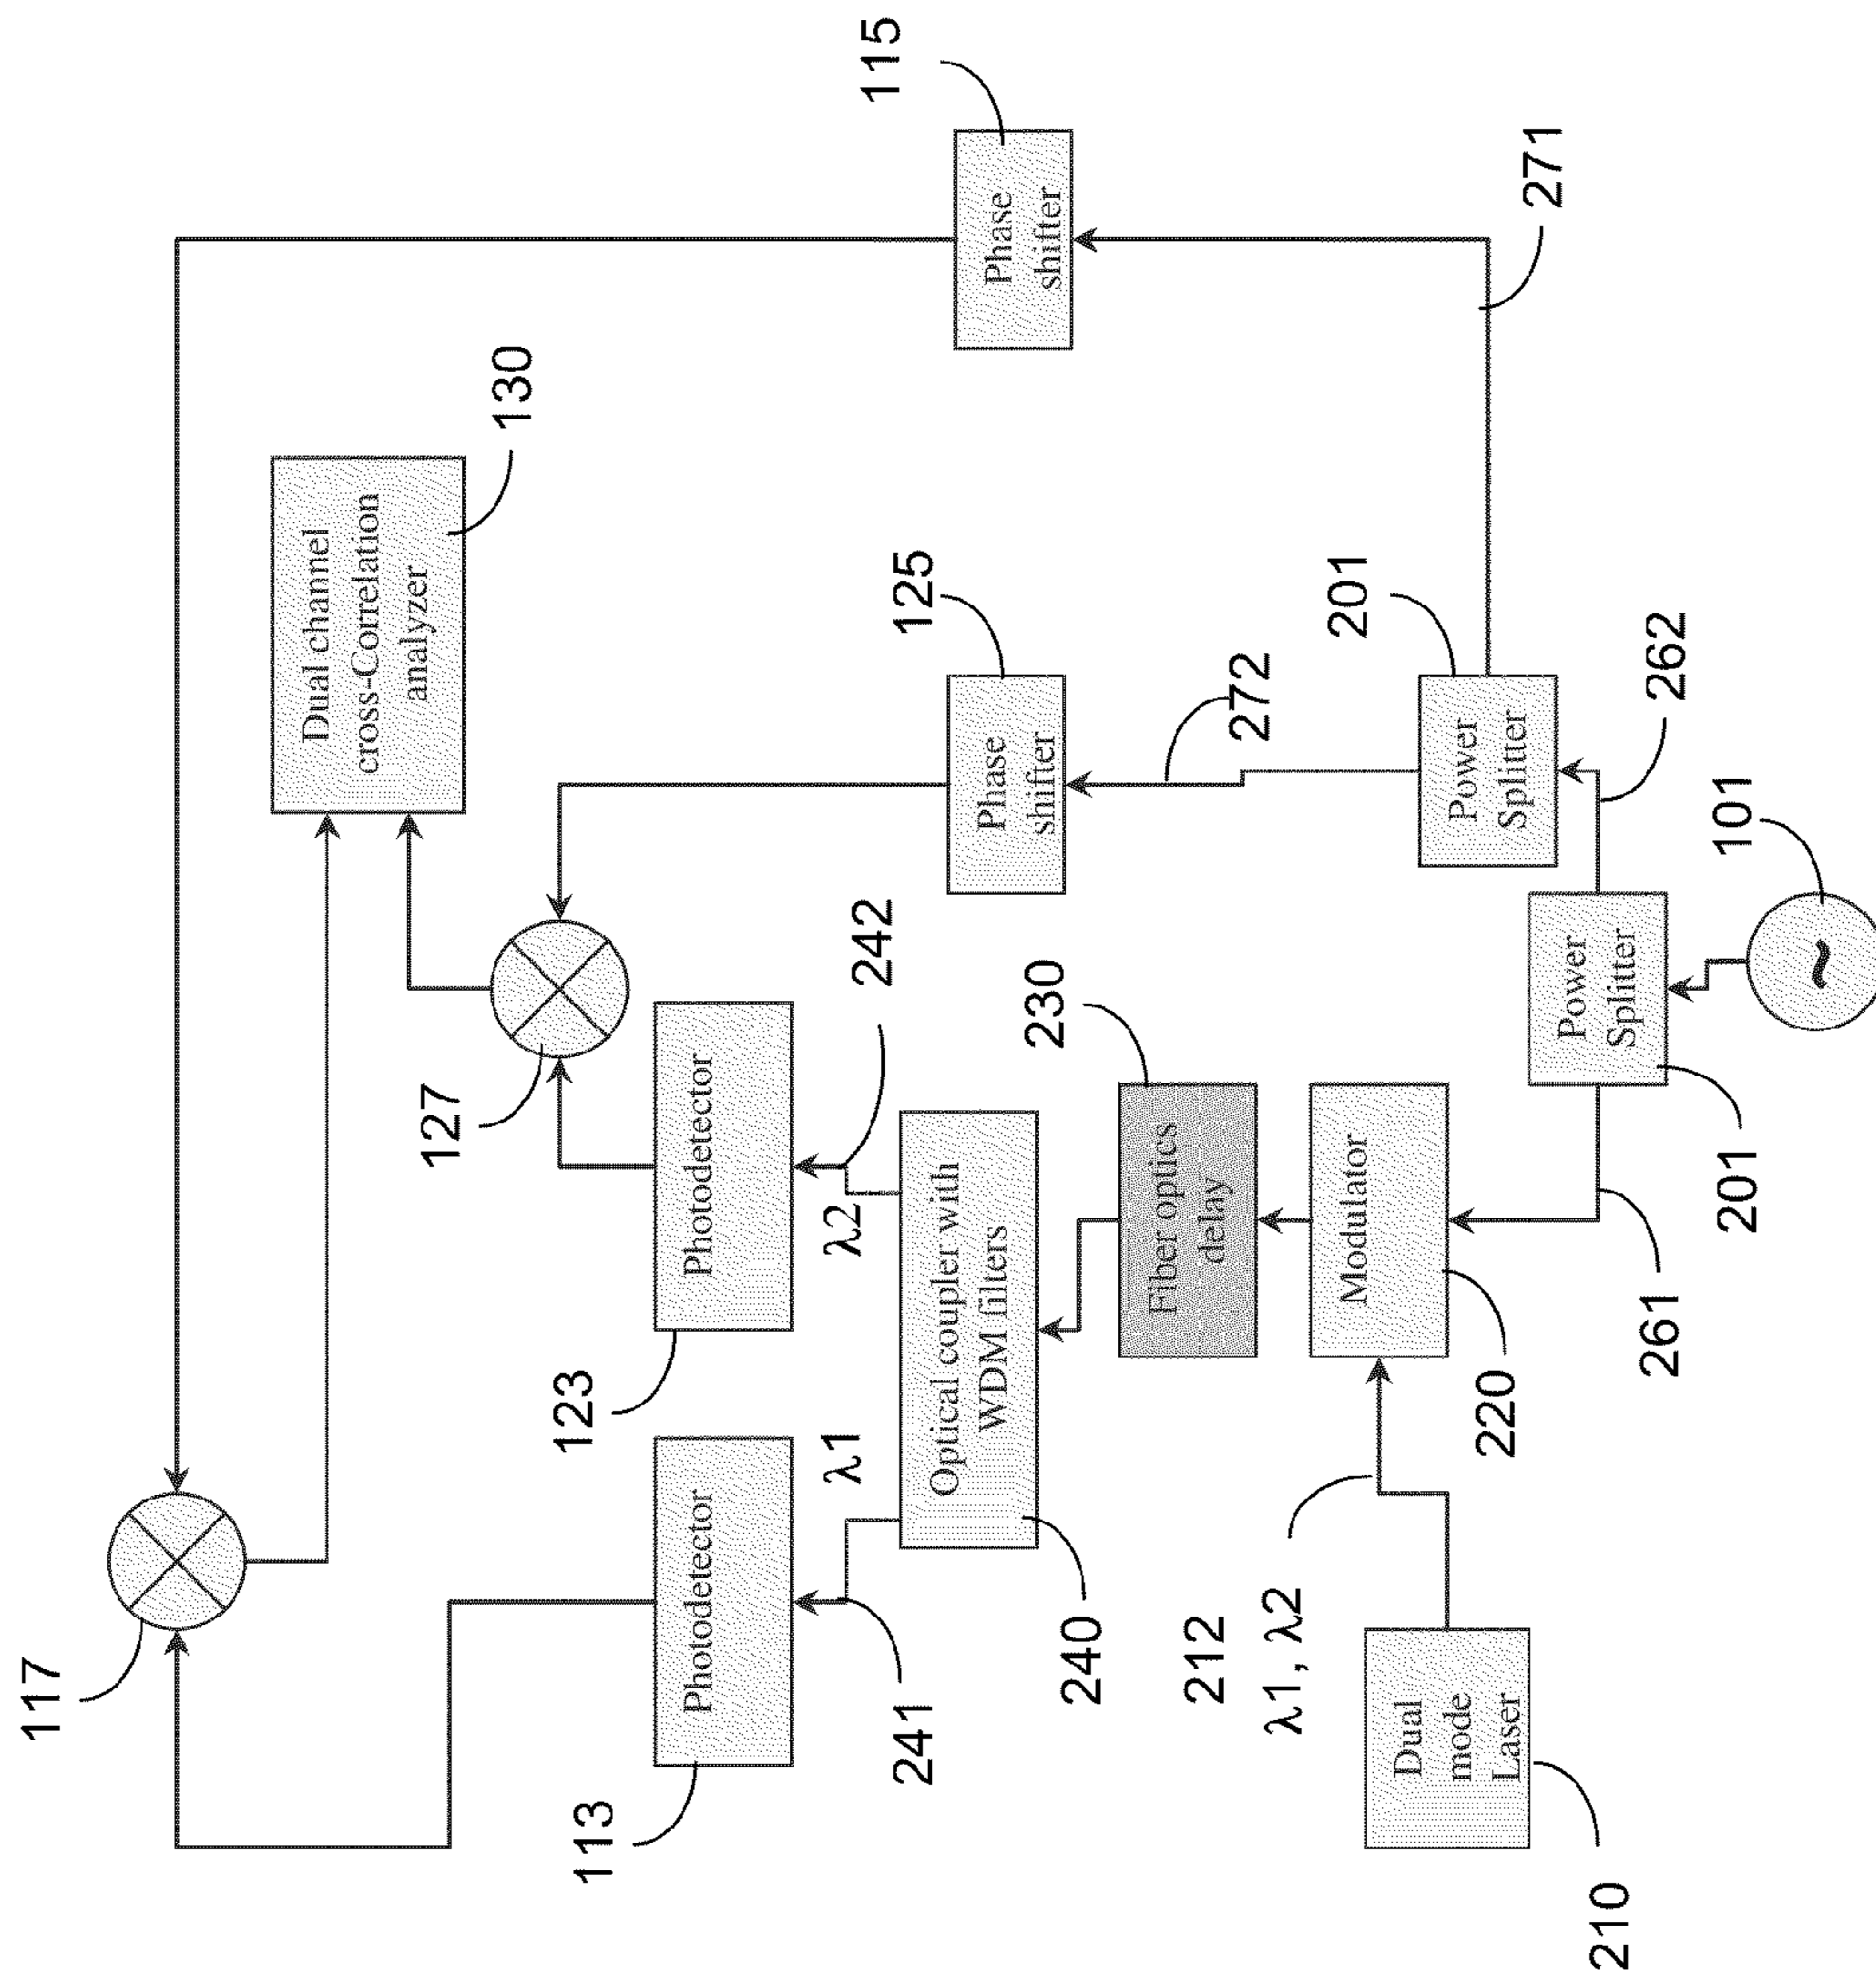 117
113
Photodetector
241
λ1
123
Photodetector
242
λ2
127
Dual channel
cross-Correlation
analyzer
130
125
Phase
shifter
115
Phase
shifter
Optical coupler with
WDM filters
240
230
Fiber optics
delay
272
212
λ1, λ2
Modulator
220
201
Power
Splitter
271
Dual
mode
Laser
210
261
262
Power
Splitter
201
101
~